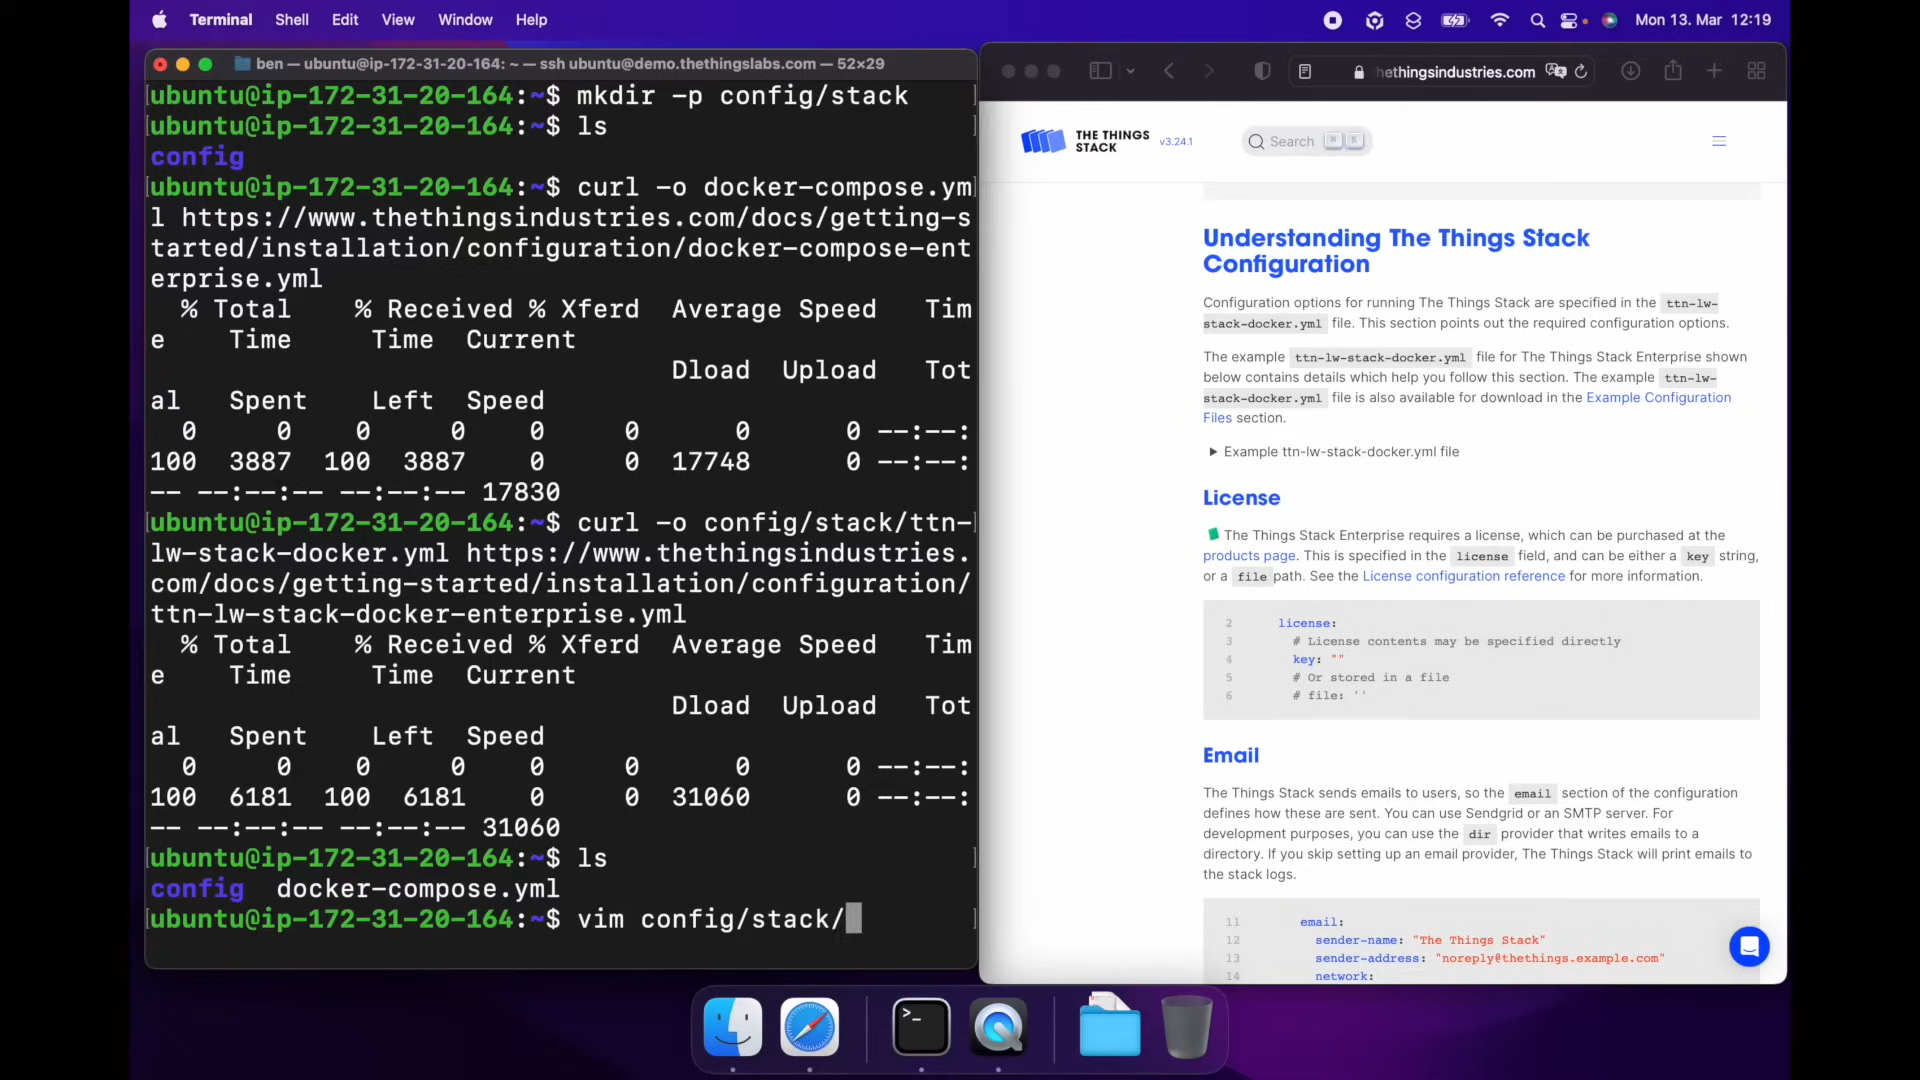 Terminal Shell Edit View Window Help
Mon 13. Mar 12:19
ben — ubuntu@ip-172-31-20-164: ~ — ssh ubuntu@demo.thethingslabs.com — 52×29
[ubuntu@ip-172-31-20-164:~$ mkdir -p config/stack ]
[ubuntu@ip-172-31-20-164:~$ ls ]
config
[ubuntu@ip-172-31-20-164:~$ curl -o docker-compose.ym
l https://www.thethingsindustries.com/docs/getting-s
tarted/installation/configuration/docker-compose-ent
erprise.yml
% Total % Received % Xferd Average Speed Tim
e Time Time Current
Dload Upload Tot
al Spent Left Speed
0 0 0 0 0 0 0 0 --:--:
100 3887 100 3887 0 0 17748 0 --:--:
-- --:--:-- --:--:-- 17830
[ubuntu@ip-172-31-20-164:~$ curl -o config/stack/ttn-]
lw-stack-docker.yml https://www.thethingsindustries.
com/docs/getting-started/installation/configuration/
ttn-lw-stack-docker-enterprise.yml
% Total % Received % Xferd Average Speed Tim
e Time Time Current
Dload Upload Tot
al Spent Left Speed
0 0 0 0 0 0 0 0 --:--:
100 6181 100 6181 0 0 31060 0 --:--:
-- --:--:-- --:--:-- 31060
[ubuntu@ip-172-31-20-164:~$ ls ]
config docker-compose.yml
[ubuntu@ip-172-31-20-164:~$ vim config/stack/ ]
hethingsindustries.com
THE THINGS
STACK v3.24.1
Search ⌘ K
Understanding The Things Stack
Configuration
Configuration options for running The Things Stack are specified in the ttn-lw-
stack-docker.yml file. This section points out the required configuration options.
The example ttn-lw-stack-docker.yml file for The Things Stack Enterprise shown
below contains details which help you follow this section. The example ttn-lw-
stack-docker.yml file is also available for download in the Example Configuration
Files section.
▶ Example ttn-lw-stack-docker.yml file
License
The Things Stack Enterprise requires a license, which can be purchased at the
products page. This is specified in the license field, and can be either a key string,
or a file path. See the License configuration reference for more information.
2 license:
3 # License contents may be specified directly
4 key: ""
5 # Or stored in a file
6 # file: ''
Email
The Things Stack sends emails to users, so the email section of the configuration
defines how these are sent. You can use Sendgrid or an SMTP server. For
development purposes, you can use the dir provider that writes emails to a
directory. If you skip setting up an email provider, The Things Stack will print emails to
the stack logs.
11 email:
12 sender-name: "The Things Stack"
13 sender-address: "noreply@thethings.example.com"
14 network: